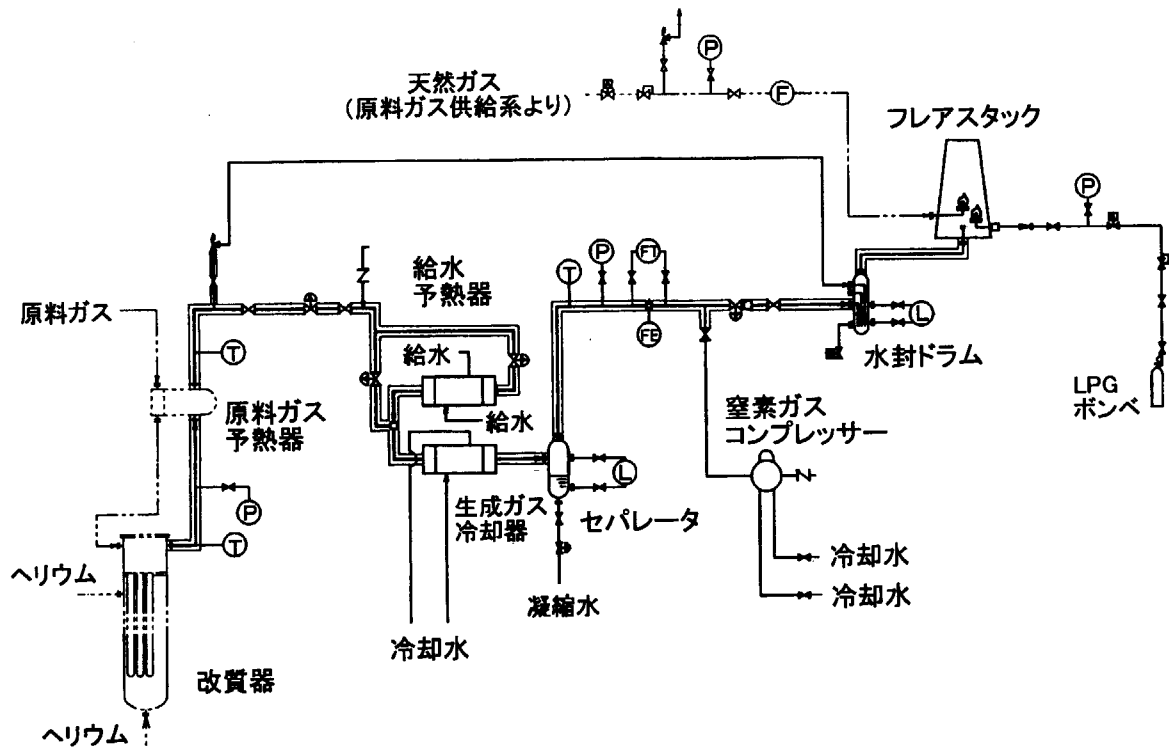 天然ガス
(原料ガス供給系より)
P
F
フレアスタック
P
原料ガス
T
原料ガス
予熱器
P
T
給水
予熱器
給水
給水
T
P
FT
FE
L
水封ドラム
LPG
ボンベ
窒素ガス
コンプレッサー
生成ガス
冷却器
L
セパレータ
ヘリウム
凝縮水
冷却水
冷却水
冷却水
改質器
ヘリウム